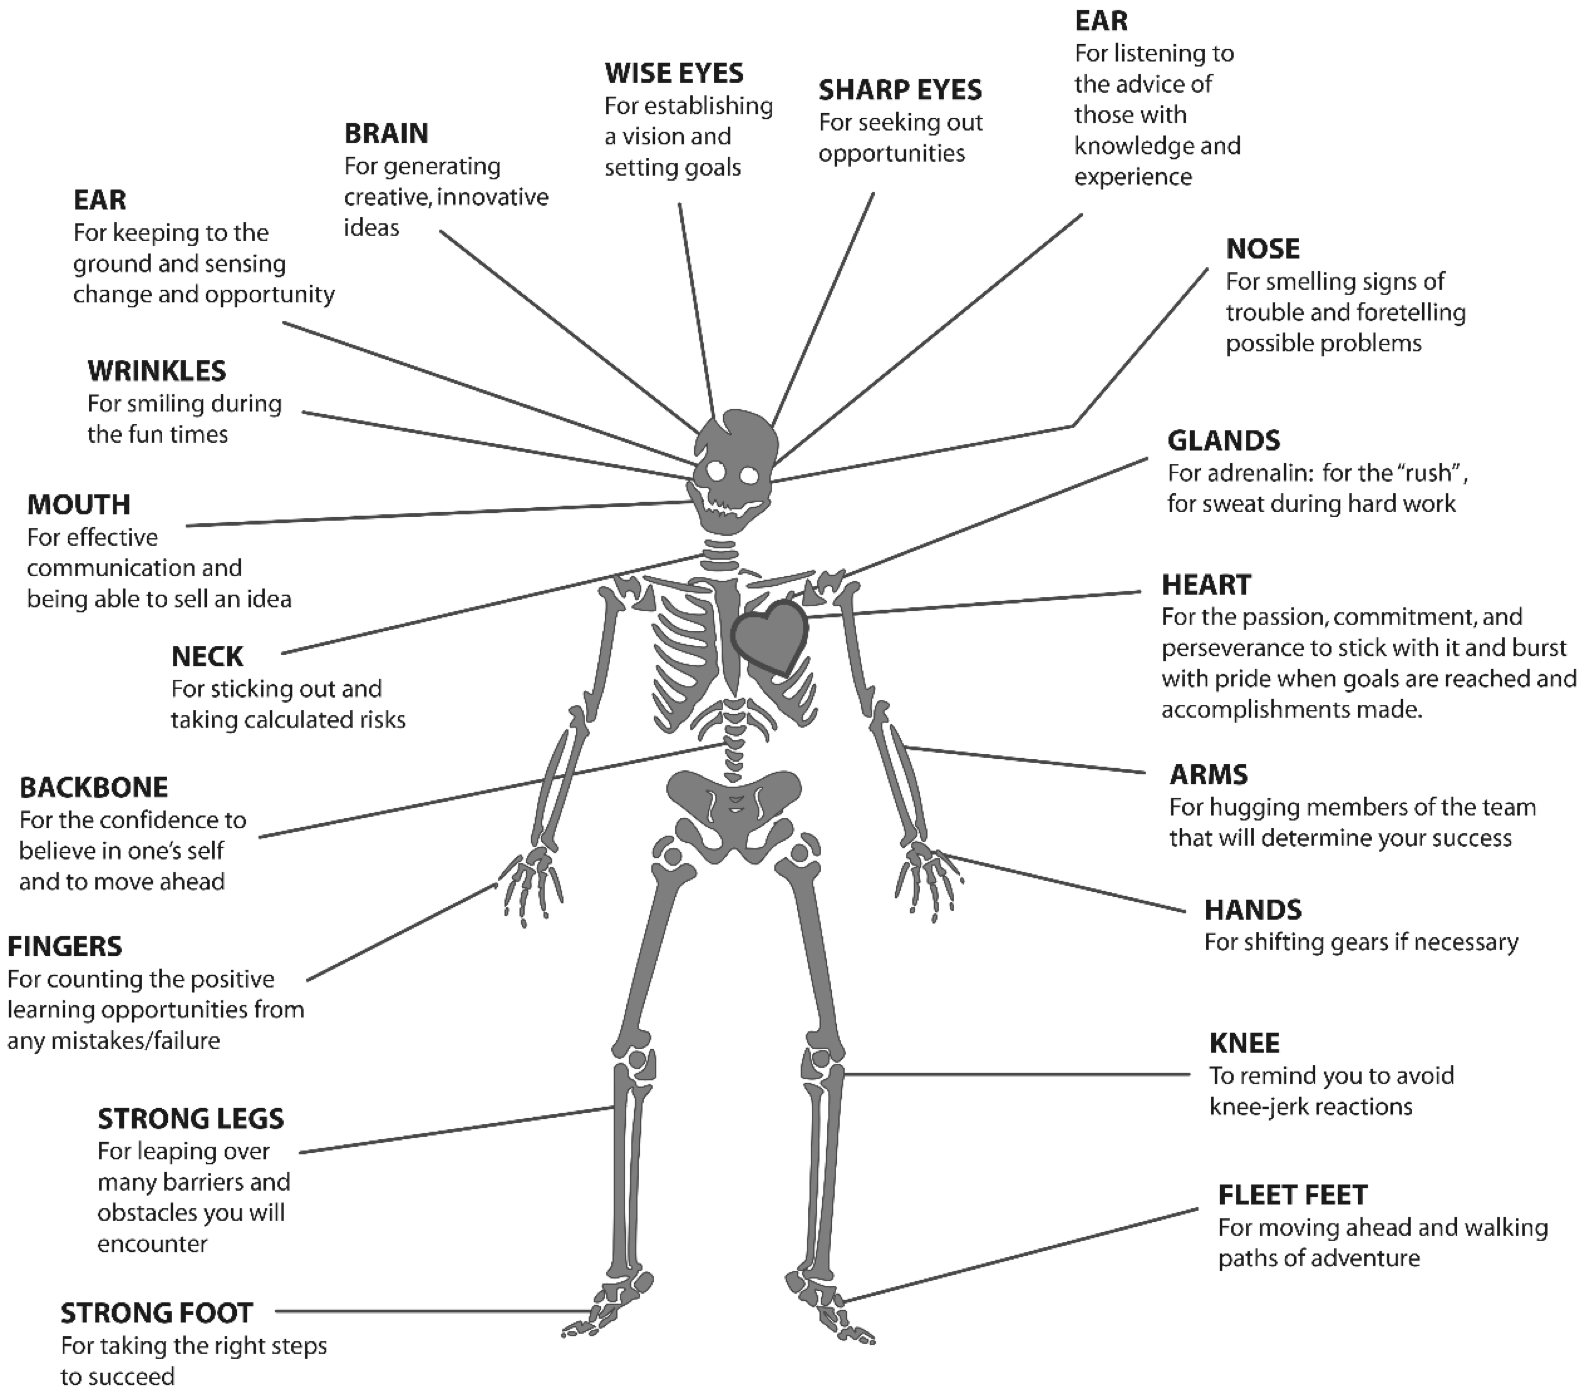 EAR
For listening to
the advice of
those with
knowledge and
experience
WISE EYES
For establishing
a vision and
setting goals
SHARP EYES
For seeking out
opportunities
BRAIN
For generating
creative, innovative
ideas
EAR
For keeping to the
ground and sensing
change and opportunity
NOSE
For smelling signs of
trouble and foretelling
possible problems
WRINKLES
For smiling during
the fun times
GLANDS
For adrenalin: for the “rush”,
for sweat during hard work
MOUTH
For effective
communication and
being able to sell an idea
HEART
For the passion, commitment, and
perseverance to stick with it and burst
with pride when goals are reached and
accomplishments made.
NECK
For sticking out and
taking calculated risks
ARMS
For hugging members of the team
that will determine your success
BACKBONE
For the confidence to
believe in one’s self
and to move ahead
HANDS
For shifting gears if necessary
FINGERS
For counting the positive
learning opportunities from
any mistakes/failure
KNEE
To remind you to avoid
knee-jerk reactions
STRONG LEGS
For leaping over
many barriers and
obstacles you will
encounter
FLEET FEET
For moving ahead and walking
paths of adventure
STRONG FOOT
For taking the right steps
to succeed